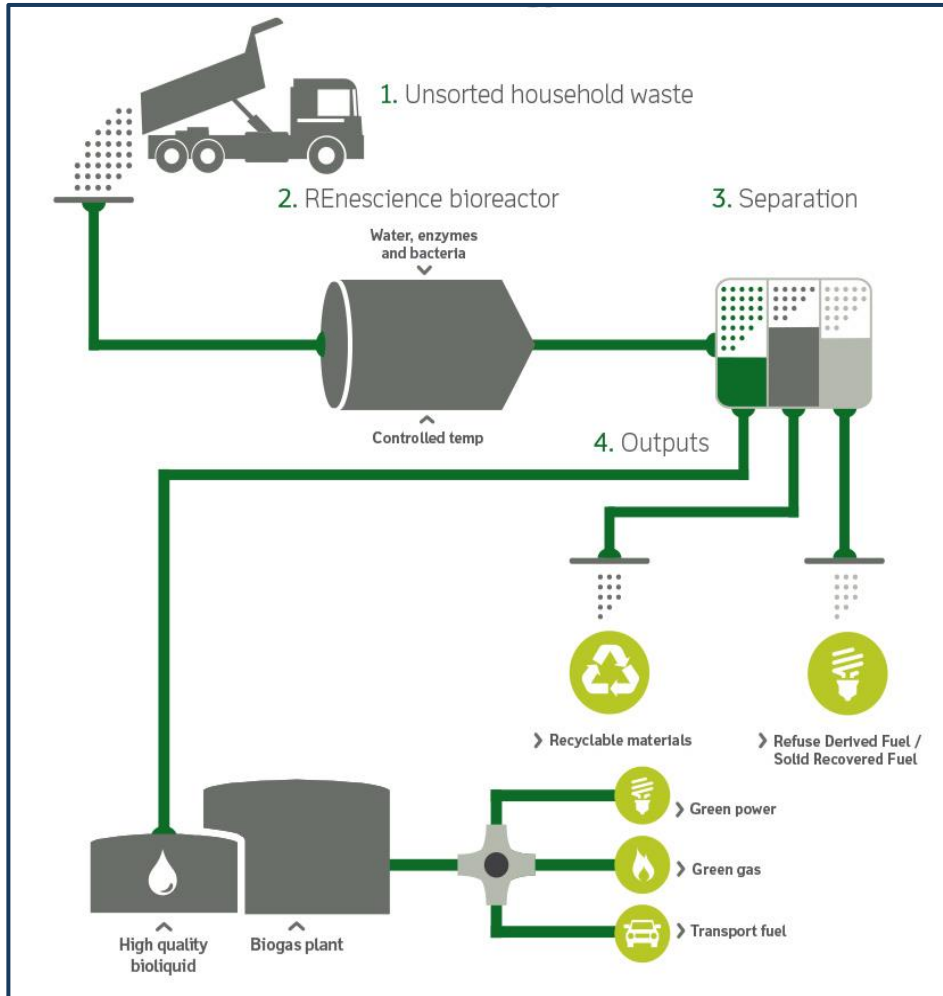 1. Unsorted household waste
2. REnescience bioreactor
3. Separation
Water, enzymes
and bacteria
Controlled temp
4. Outputs
> Recyclable materials
> Refuse Derived Fuel /
Solid Recovered Fuel
> Green power
> Green gas
> Transport fuel
High quality
bioliquid
Biogas plant